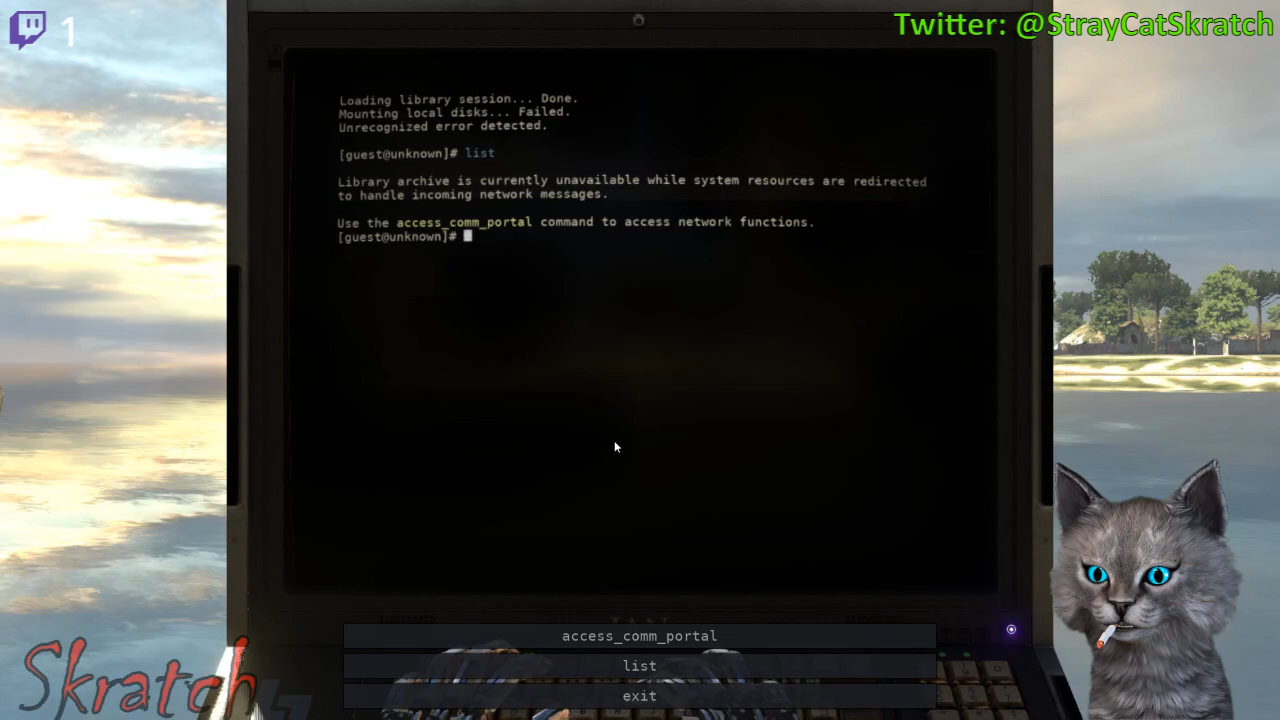 1
Twitter: @StrayCatSkratch
Loading library session... Done.
Mounting local disks... Failed.
Unrecognized error detected.
[guest@unknown]# list
Library archive is currently unavailable while system resources are redirected
to handle incoming network messages.
Use the access_comm_portal command to access network functions.
[guest@unknown]#
access_comm_portal
list
exit
Skratch